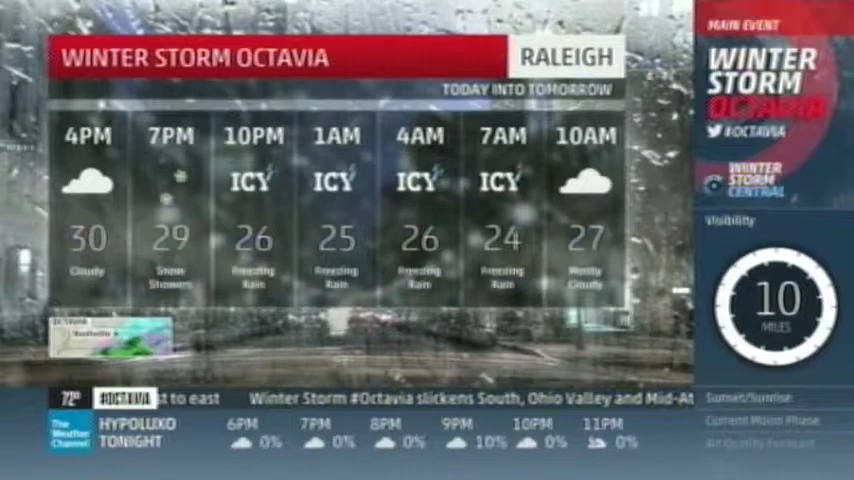 WINTER STORM OCTAVIA
RALEIGH
TODAY INTO TOMORROW
4PM 7PM 10PM 1AM 4AM 7AM 10AM
ICY ICY ICY ICY
30 29 26 25 26 24 27
Cloudy Snow Showers Freezing Rain Freezing Rain Freezing Rain Freezing Rain Mostly Cloudy
OCTAVIA
MAIN EVENT
WINTER
STORM
OCTAVIA
#OCTAVIA
WINTER
STORM
CENTRAL
Visibility
10
MILES
Sunset/Sunrise
Current Moon Phase
Air Quality Forecast
72° #OCTAVIA st to east Winter Storm #Octavia slickens South, Ohio Valley and Mid-At
The
Weather
Channel
HYPOLUXO
TONIGHT
6PM 7PM 8PM 9PM 10PM 11PM
0% 0% 0% 10% 0% 0%